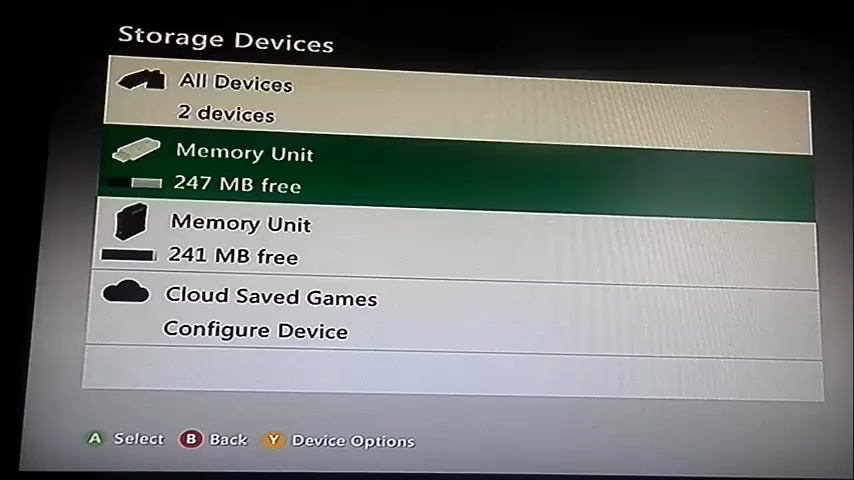 Storage Devices
All Devices
2 devices
Memory Unit
247 MB free
Memory Unit
241 MB free
Cloud Saved Games
Configure Device
A Select B Back Y Device Options